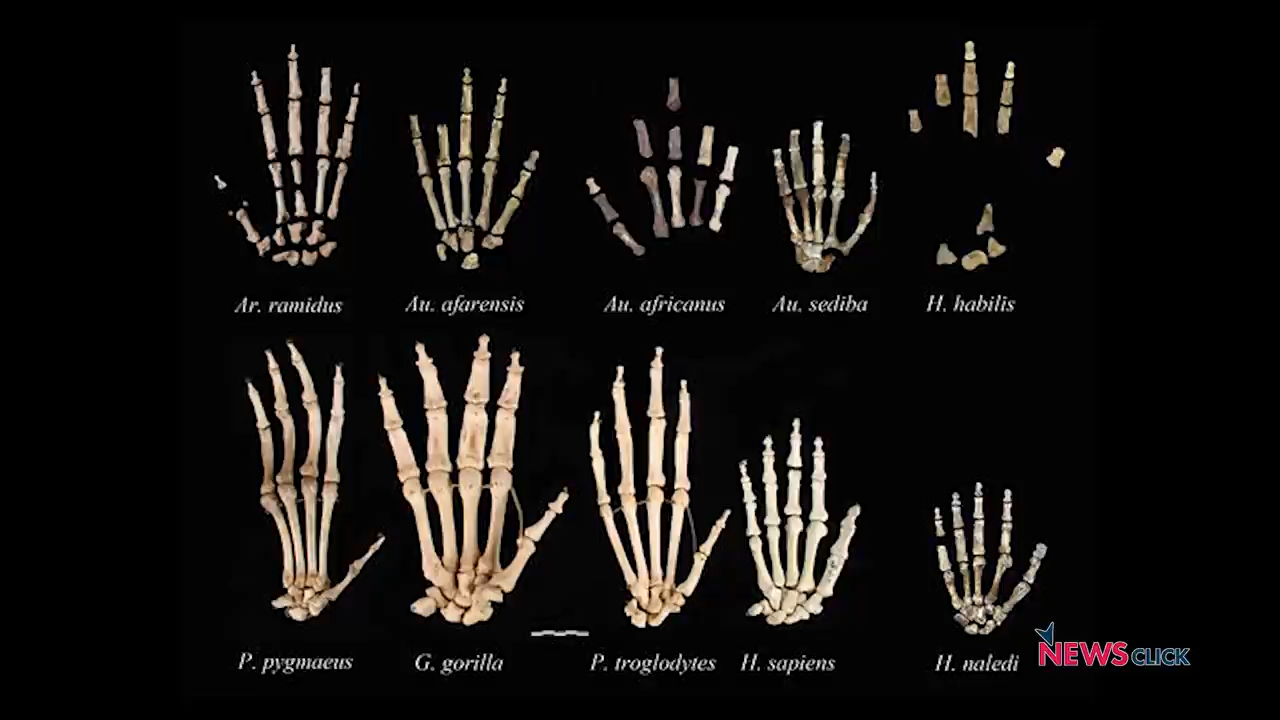 Ar. ramidus
Au. afarensis
Au. africanus
Au. sediba
H. habilis
P. pygmaeus
G. gorilla
P. troglodytes
H. sapiens
H. naledi
NEWSCLICK